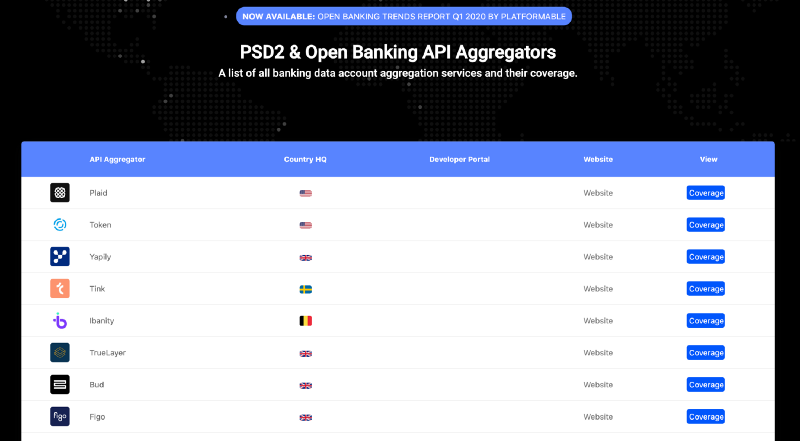 NOW AVAILABLE: OPEN BANKING TRENDS REPORT Q1 2020 BY PLATFORMABLE
PSD2 & Open Banking API Aggregators
A list of all banking data account aggregation services and their coverage.
API Aggregator Country HQ Developer Portal Website View
Plaid Website Coverage
Token Website Coverage
Yapily Website Coverage
Tink Website Coverage
Ibanity Website Coverage
TrueLayer Website Coverage
Bud Website Coverage
figo Figo Website Coverage